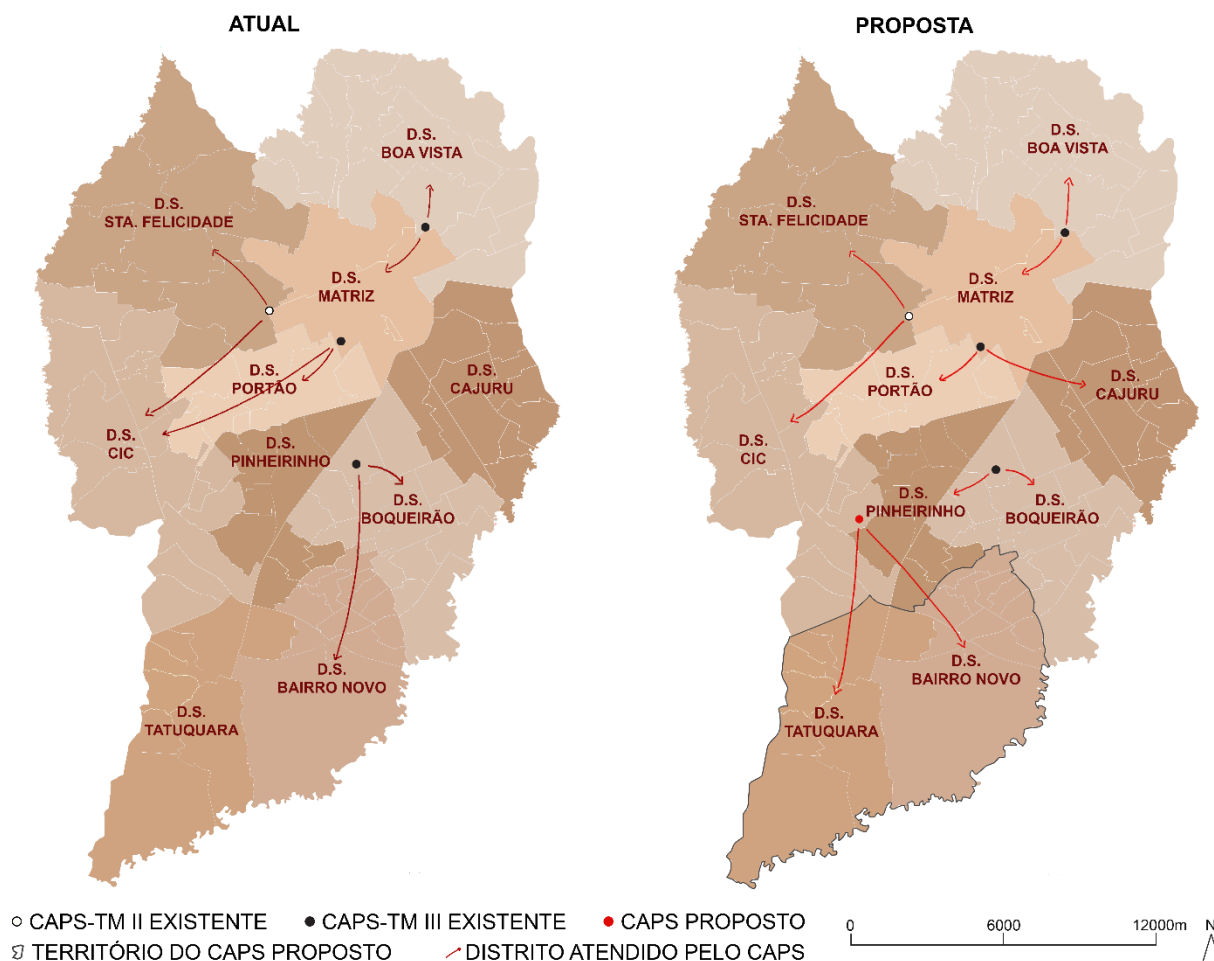 ATUAL
D.S.
BOA VISTA
D.S.
STA. FELICIDADE
D.S.
MATRIZ
D.S.
PORTÃO
D.S.
CAJURU
D.S.
CIC
D.S.
PINHEIRINHO
D.S.
BOQUEIRÃO
D.S.
BAIRRO NOVO
D.S.
TATUQUARA
PROPOSTA
D.S.
BOA VISTA
D.S.
STA. FELICIDADE
D.S.
MATRIZ
D.S.
PORTÃO
D.S.
CAJURU
D.S.
CIC
D.S.
PINHEIRINHO
D.S.
BOQUEIRÃO
D.S.
BAIRRO NOVO
D.S.
TATUQUARA
CAPS-TM II EXISTENTE CAPS-TM III EXISTENTE CAPS PROPOSTO
TERRITÓRIO DO CAPS PROPOSTO DISTRITO ATENDIDO PELO CAPS
0 6000 12000m N